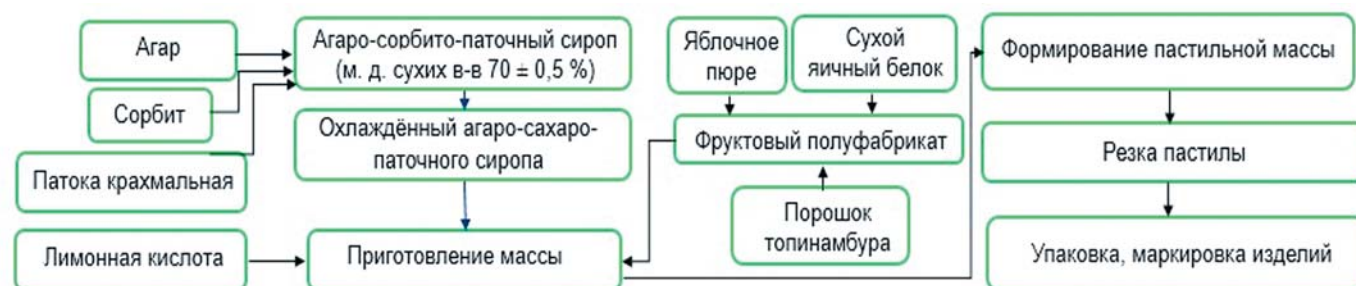 Агар
Сорбит
Патока крахмальная
Лимонная кислота
Агаро-сорбито-паточный сироп
(м. д. сухих в-в 70 ± 0,5 %)
Охлаждённый агаро-сахаро-
паточного сиропа
Приготовление массы
Яблочное
пюре
Сухой
яичный белок
Фруктовый полуфабрикат
Порошок
топинамбура
Формирование пастильной массы
Резка пастилы
Упаковка, маркировка изделий